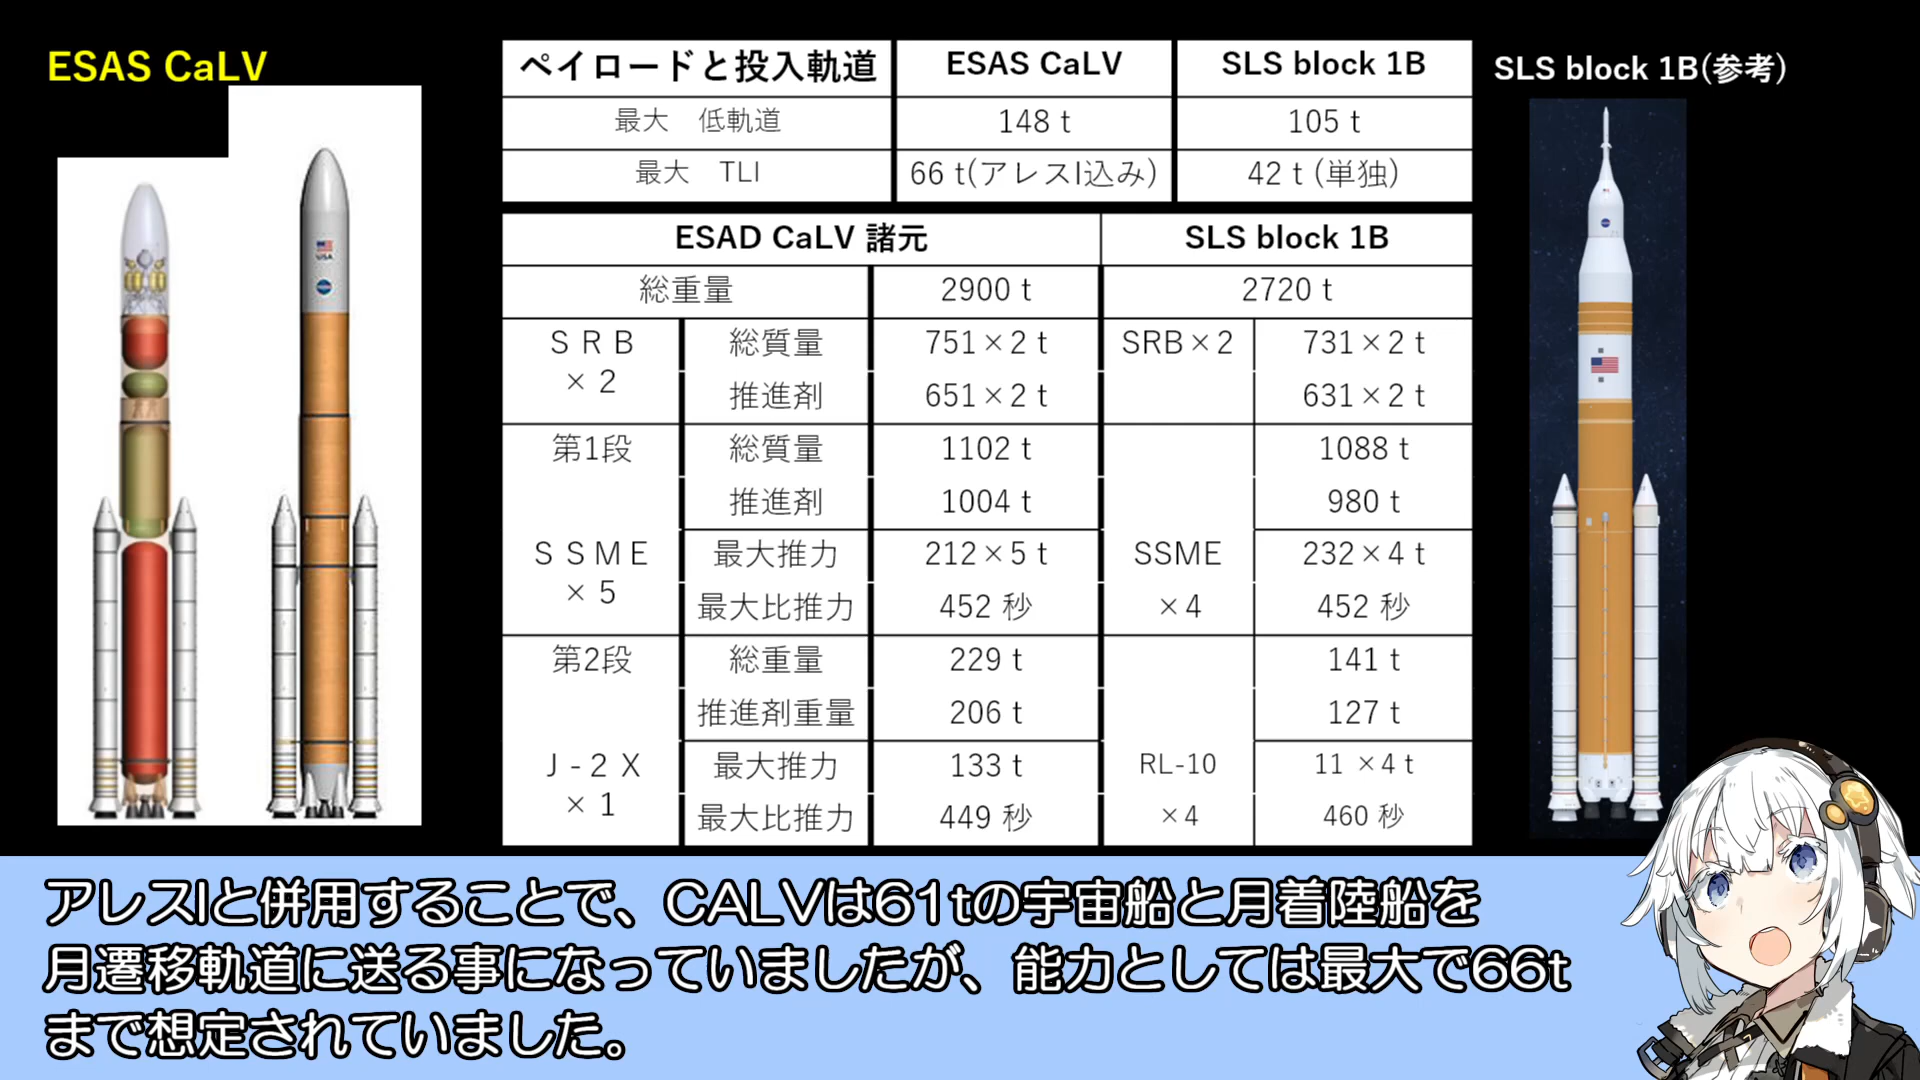 ESAS CaLV
ペイロードと投入軌道 ESAS CaLV SLS block 1B
最大 低軌道 148 t 105 t
最大 TLI 66 t(アレスI込み) 42 t (単独)
ESAD CaLV 諸元 SLS block 1B
総重量 2900 t 2720 t
ＳＲＢ 総質量 751×2 t SRB×2 731×2 t
×２ 推進剤 651×2 t 631×2 t
第1段 総質量 1102 t 1088 t
推進剤 1004 t 980 t
ＳＳＭＥ 最大推力 212×5 t SSME 232×4 t
×５ 最大比推力 452 秒 ×4 452 秒
第2段 総重量 229 t 141 t
推進剤重量 206 t 127 t
Ｊ-２Ｘ 最大推力 133 t RL-10 11 ×4 t
×１ 最大比推力 449 秒 ×4 460 秒
SLS block 1B(参考)
USA
アレスIと併用することで、CALVは61tの宇宙船と月着陸船を
月遷移軌道に送る事になっていましたが、能力としては最大で66t
まで想定されていました。